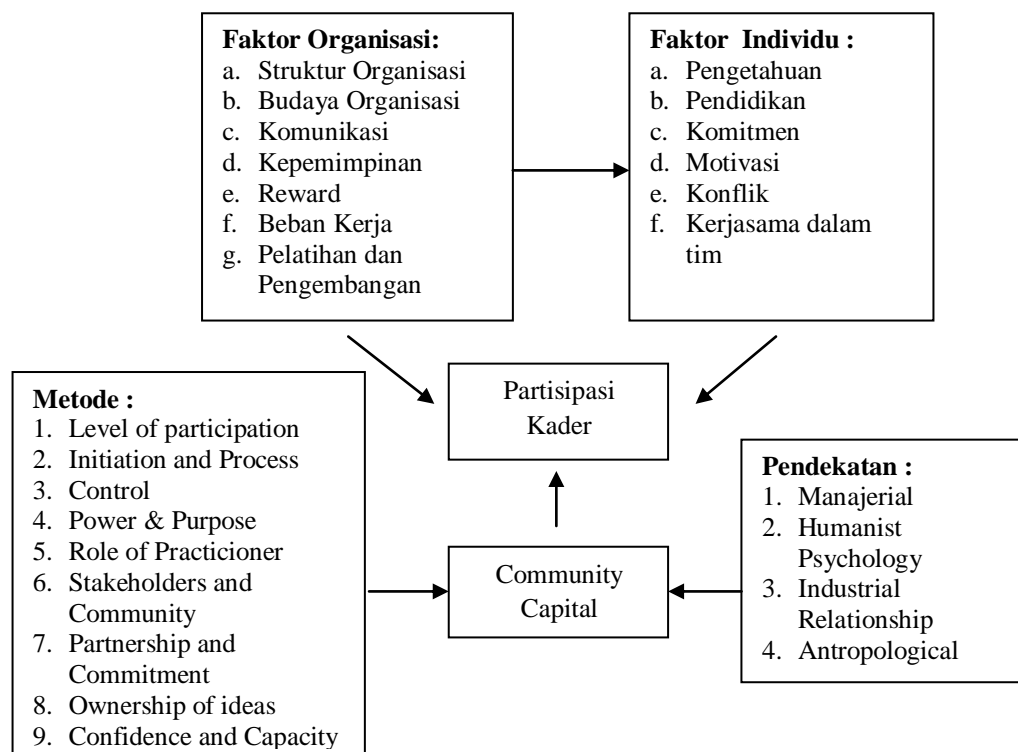 Faktor Organisasi:
a. Struktur Organisasi
b. Budaya Organisasi
c. Komunikasi
d. Kepemimpinan
e. Reward
f. Beban Kerja
g. Pelatihan dan
Pengembangan
Faktor Individu :
a. Pengetahuan
b. Pendidikan
c. Komitmen
d. Motivasi
e. Konflik
f. Kerjasama dalam
tim
Partisipasi
Kader
Metode :
1. Level of participation
2. Initiation and Process
3. Control
4. Power & Purpose
5. Role of Practicioner
6. Stakeholders and
Community
7. Partnership and
Commitment
8. Ownership of ideas
9. Confidence and Capacity
Community
Capital
Pendekatan :
1. Manajerial
2. Humanist
Psychology
3. Industrial
Relationship
4. Antropological